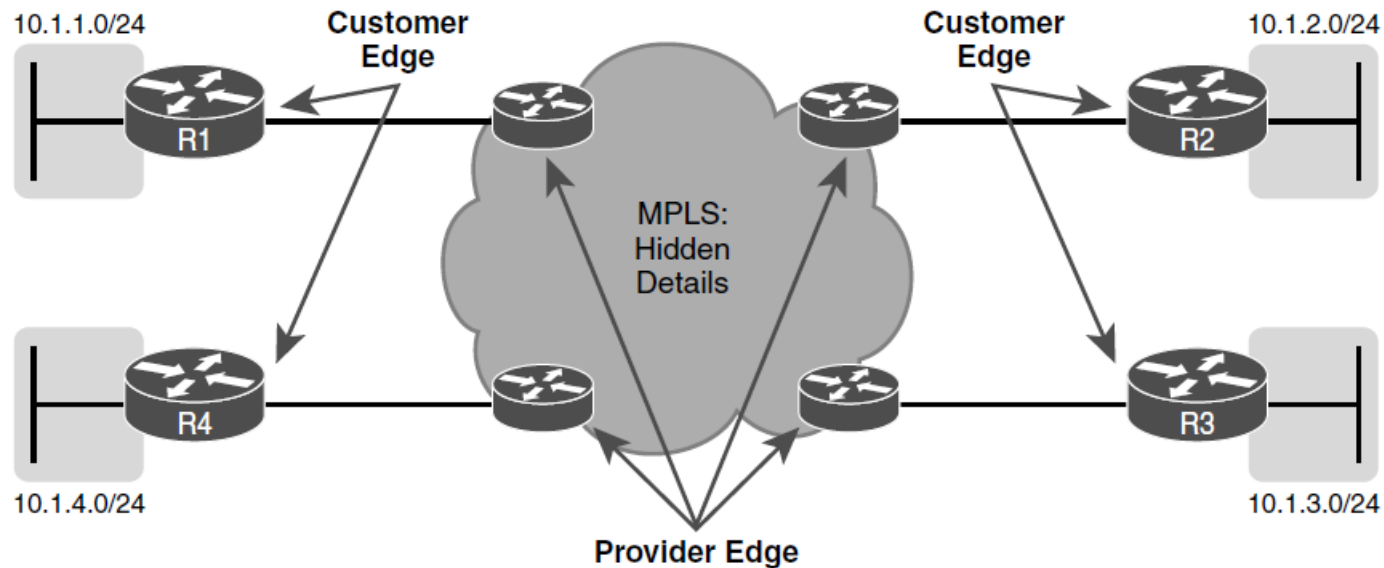 10.1.1.0/24
Customer
Edge
Customer
Edge
10.1.2.0/24
R1
R2
MPLS:
Hidden
Details
R4
R3
10.1.4.0/24
10.1.3.0/24
Provider Edge